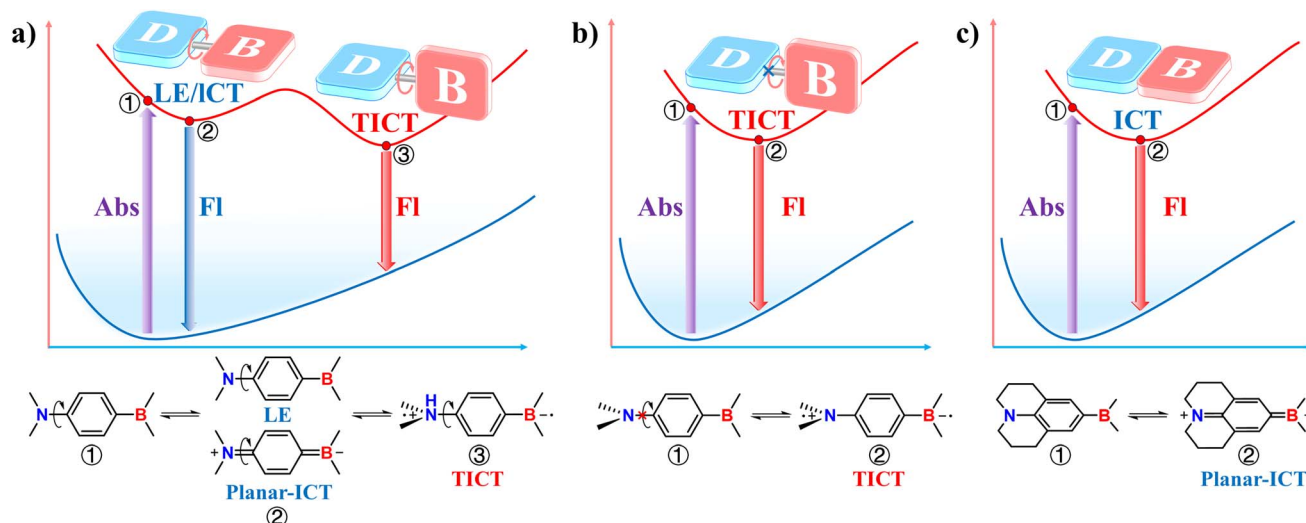 a)
D
B
D
B
LE/ICT
TICT
①
②
③
Abs
Fl
Fl
N
B
①
N
B
LE
+
N
B
−
Planar-ICT
②
·+
N
H
B
−·
③
TICT
b)
D
B
①
TICT
②
Abs
Fl
N
B
①
·+
N
B
−·
②
TICT
c)
D
B
①
ICT
②
Abs
Fl
N
B
①
+
N
B
−
②
Planar-ICT